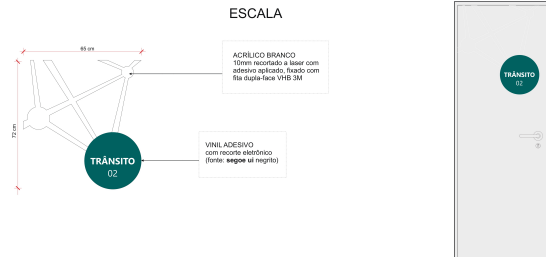 ESCALA
65 cm
ACRÍLICO BRANCO
10mm recortado a laser com
adesivo aplicado, fixado com
fita dupla-face VHB 3M
72 cm
VINIL ADESIVO
com recorte eletrônico
(fonte: segoe ui negrito)
TRÂNSITO
02
TRÂNSITO
02